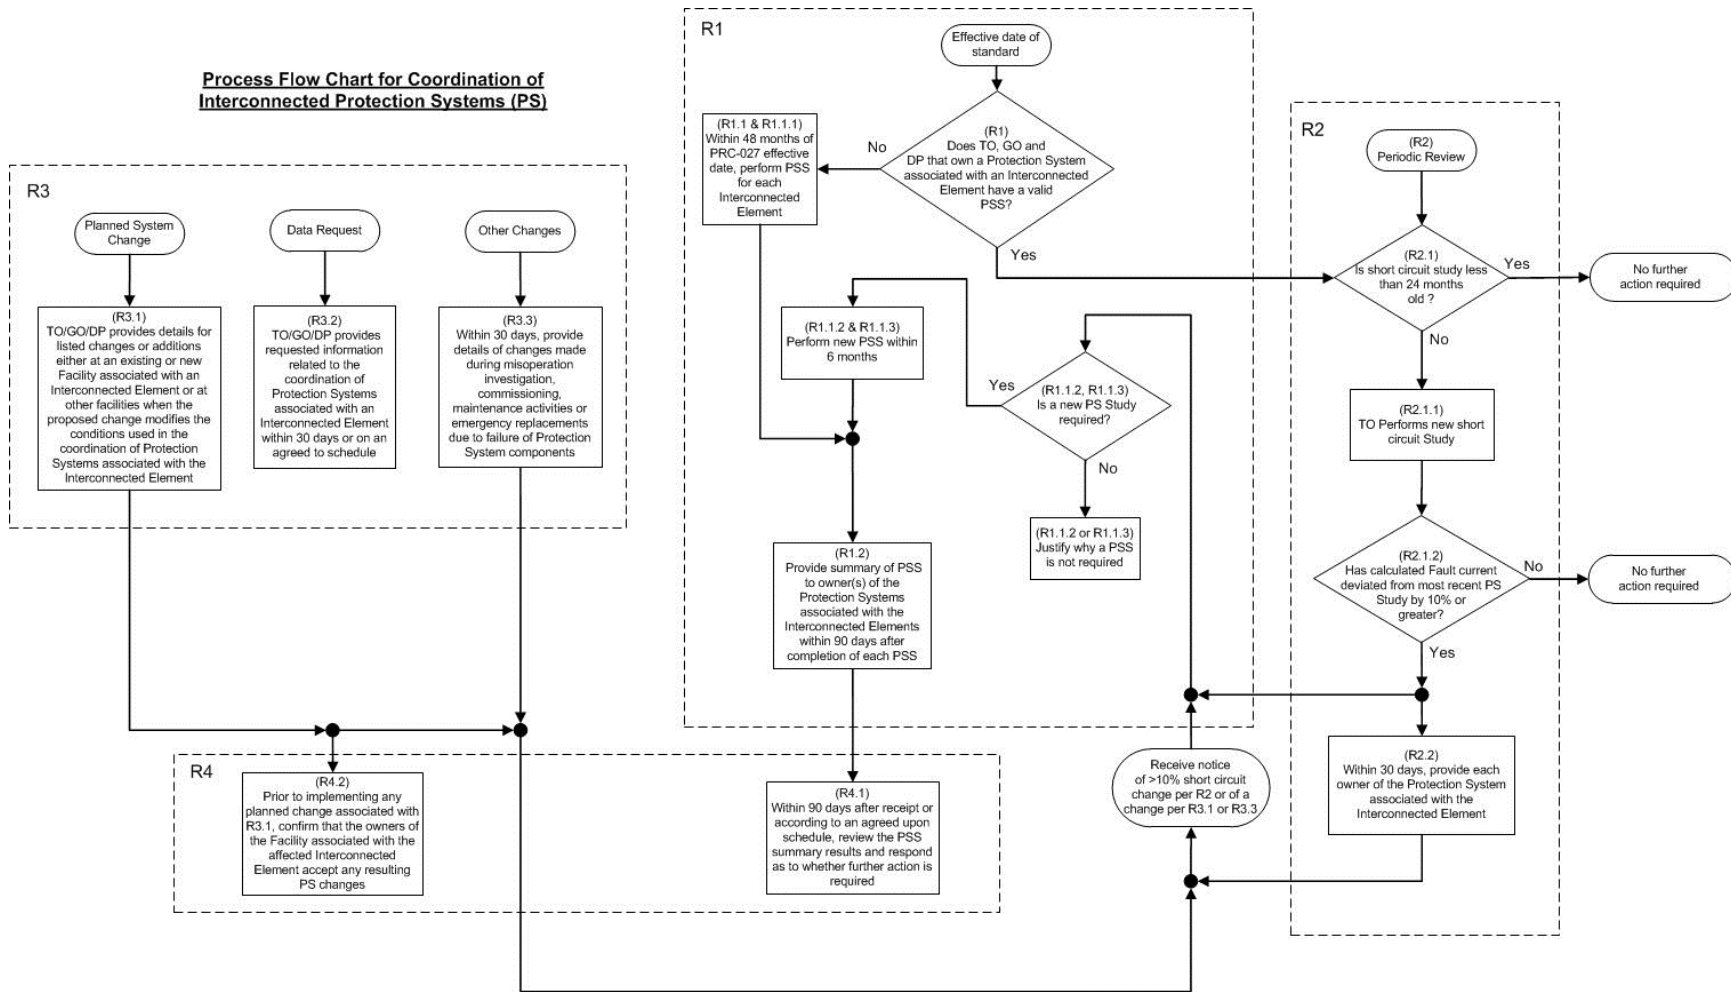 Process Flow Chart for Coordination of
Interconnected Protection Systems (PS)
R3
Planned System
Change
Data Request
Other Changes
(R3.1)
TO/GO/DP provides details for
listed changes or additions
either at an existing or new
Facility associated with an
Interconnected Element or at
other facilities when the
proposed change modifies the
conditions used in the
coordination of Protection
Systems associated with the
Interconnected Element
(R3.2)
TO/GO/DP provides
requested information
related to the
coordination of
Protection Systems
associated with an
Interconnected Element
within 30 days or on an
agreed to schedule
(R3.3)
Within 30 days, provide
details of changes made
during misoperation
investigation,
commissioning,
maintenance activities or
emergency replacements
due to failure of Protection
System components
R1
Effective date of
standard
(R1)
Does TO, GO and
DP that own a Protection System
associated with an Interconnected
Element have a valid
PSS?
No
Yes
(R1.1 & R1.1.1)
Within 48 months of
PRC-027 effective
date, perform PSS
for each
Interconnected
Element
(R1.1.2 & R1.1.3)
Perform new PSS within
6 months
Yes
(R1.1.2, R1.1.3)
Is a new PS Study
required?
No
(R1.1.2 or R1.1.3)
Justify why a PSS
is not required
(R1.2)
Provide summary of PSS
to owner(s) of the
Protection Systems
associated with the
Interconnected Elements
within 90 days after
completion of each PSS
R2
(R2)
Periodic Review
(R2.1)
Is short circuit study less
than 24 months
old ?
Yes
No further
action required
No
(R2.1.1)
TO Performs new short
circuit Study
(R2.1.2)
Has calculated Fault current
deviated from most recent PS
Study by 10% or
greater?
No
No further
action required
Yes
(R2.2)
Within 30 days, provide each
owner of the Protection System
associated with the
Interconnected Element
Receive notice
of >10% short circuit
change per R2 or of a
change per R3.1 or R3.3
R4
(R4.2)
Prior to implementing any
planned change associated with
R3.1, confirm that the owners of
the Facility associated with the
affected Interconnected
Element accept any resulting
PS changes
(R4.1)
Within 90 days after receipt or
according to an agreed upon
schedule, review the PSS
summary results and respond
as to whether further action is
required